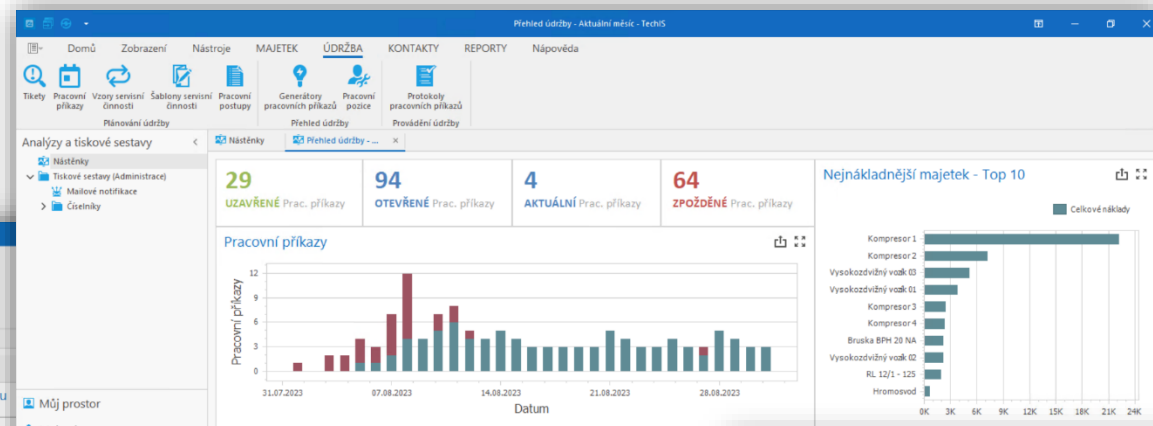 Přehled údržby - Aktuální měsíc - TechIS
Domů Zobrazení Nástroje MAJETEK ÚDRŽBA KONTAKTY REPORTY Nápověda
Tikety Pracovní příkazy Vzory servisní činnosti Šablony servisní činnosti Pracovní postupy Generátory pracovních příkazů Pracovní pozice Protokoly pracovních příkazů
Plánování údržby Přehled údržby Provádění údržby
Analýzy a tiskové sestavy
Nástěnky
Tiskové sestavy (Administrace)
Mailové notifikace
Číselníky
Můj prostor
Nástěnky Přehled údržby - ...
29 94 4 64
UZAVŘENÉ Prac. příkazy OTEVŘENÉ Prac. příkazy AKTUÁLNÍ Prac. příkazy ZPOŽDĚNÉ Prac. příkazy
Pracovní příkazy
Pracovní příkazy
12
9
6
3
0
31.07.2023 07.08.2023 14.08.2023 21.08.2023 28.08.2023
Datum
Nejnákladnější majetek - Top 10
Celkové náklady
Kompresor 1
Kompresor 2
Vysokozdvižný vozík 03
Vysokozdvižný vozík 01
Kompresor 3
Kompresor 4
Bruska BPH 20 NA
Vysokozdvižný vozík 02
RL 12/1 - 125
Hromosvod
0K 3K 6K 9K 12K 15K 18K 21K 24K